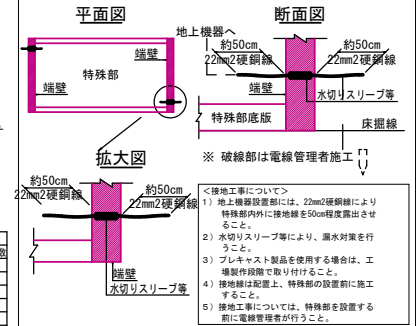 平面図
端壁
特殊部
端壁
断面図
地上機器へ
約50cm
約50cm
22mm2硬銅線
22mm2硬銅線
端壁
水切りスリーブ等
特殊部底版
床掘線
※ 破線部は電線管理者施工
拡大図
約50cm
約50cm
22mm2硬銅線
22mm2硬銅線
端壁
水切りスリーブ等
<接地工事について>
1) 地上機器設置部には、22mm2硬銅線により
特殊部内外に接地線を50cm程度露出させ
ること。
2) 水切りスリーブ等により、漏水対策を行
うこと。
3) プレキャスト製品を使用する場合は、工
場製作段階で取り付けること。
4) 接地線は配置上、特殊部の設置前に施工
すること。
5) 接地工事については、特殊部を設置する
前に電線管理者が行うこと。
数